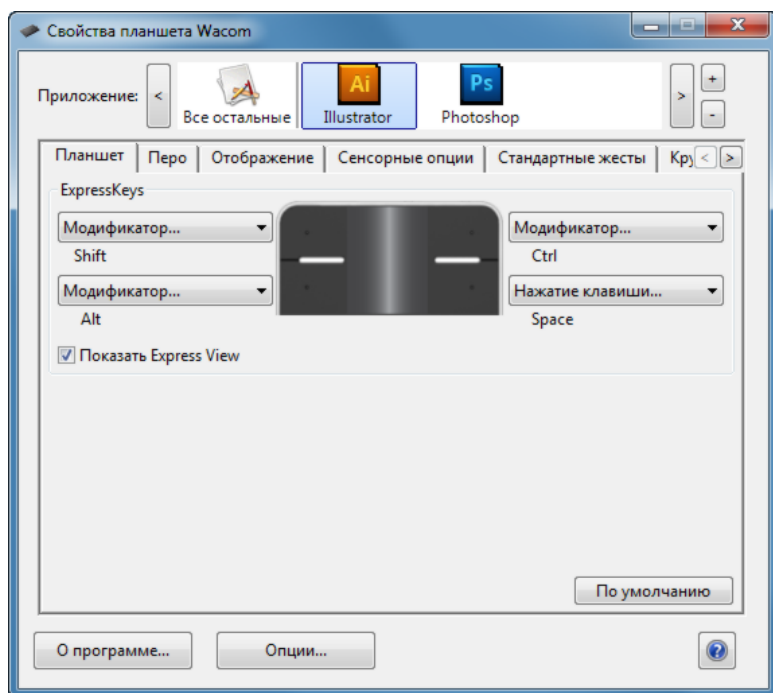 Свойства планшета Wacom
Приложение:
<
Ai
Ps
>
+
-
Все остальные
Illustrator
Photoshop
Планшет
Перо
Отображение
Сенсорные опции
Стандартные жесты
Кру
<
>
ExpressKeys
Модификатор...
Shift
Модификатор...
Ctrl
Модификатор...
Alt
Нажатие клавиши...
Space
Показать Express View
По умолчанию
О программе...
Опции...
?